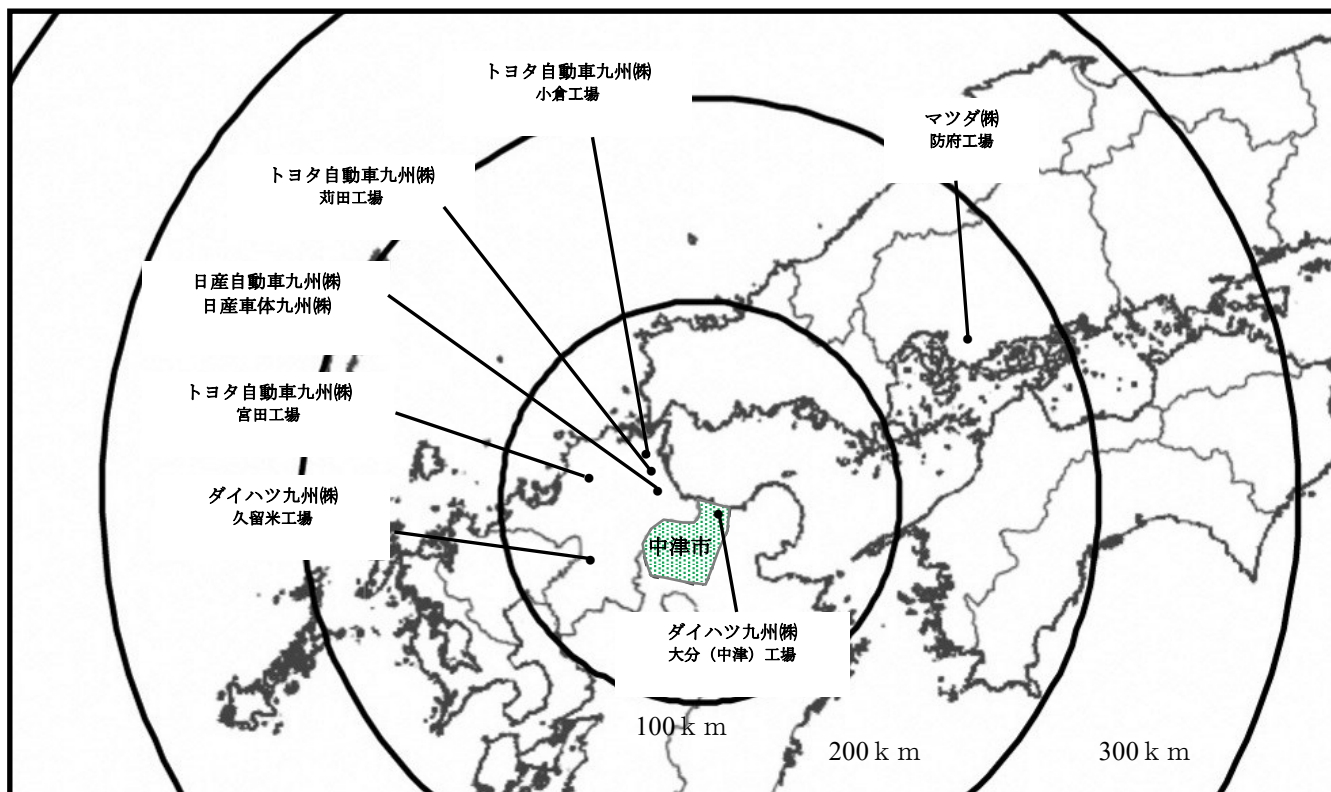 トヨタ自動車九州㈱
小倉工場
マツダ㈱
防府工場
トヨタ自動車九州㈱
苅田工場
日産自動車九州㈱
日産車体九州㈱
トヨタ自動車九州㈱
宮田工場
ダイハツ九州㈱
久留米工場
中津市
ダイハツ九州㈱
大分（中津）工場
100ｋｍ
200ｋｍ
300ｋｍ